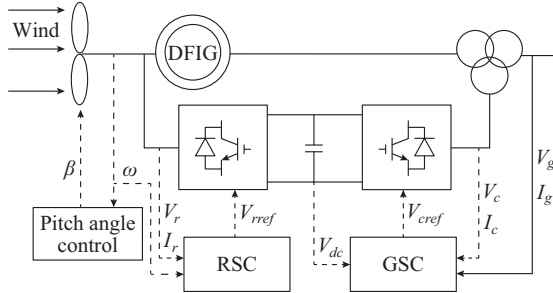 Wind
DFIG
β
ω
V_r
I_r
V_rref
V_dc
V_cref
V_c
I_c
V_g
I_g
Pitch angle
control
RSC
GSC